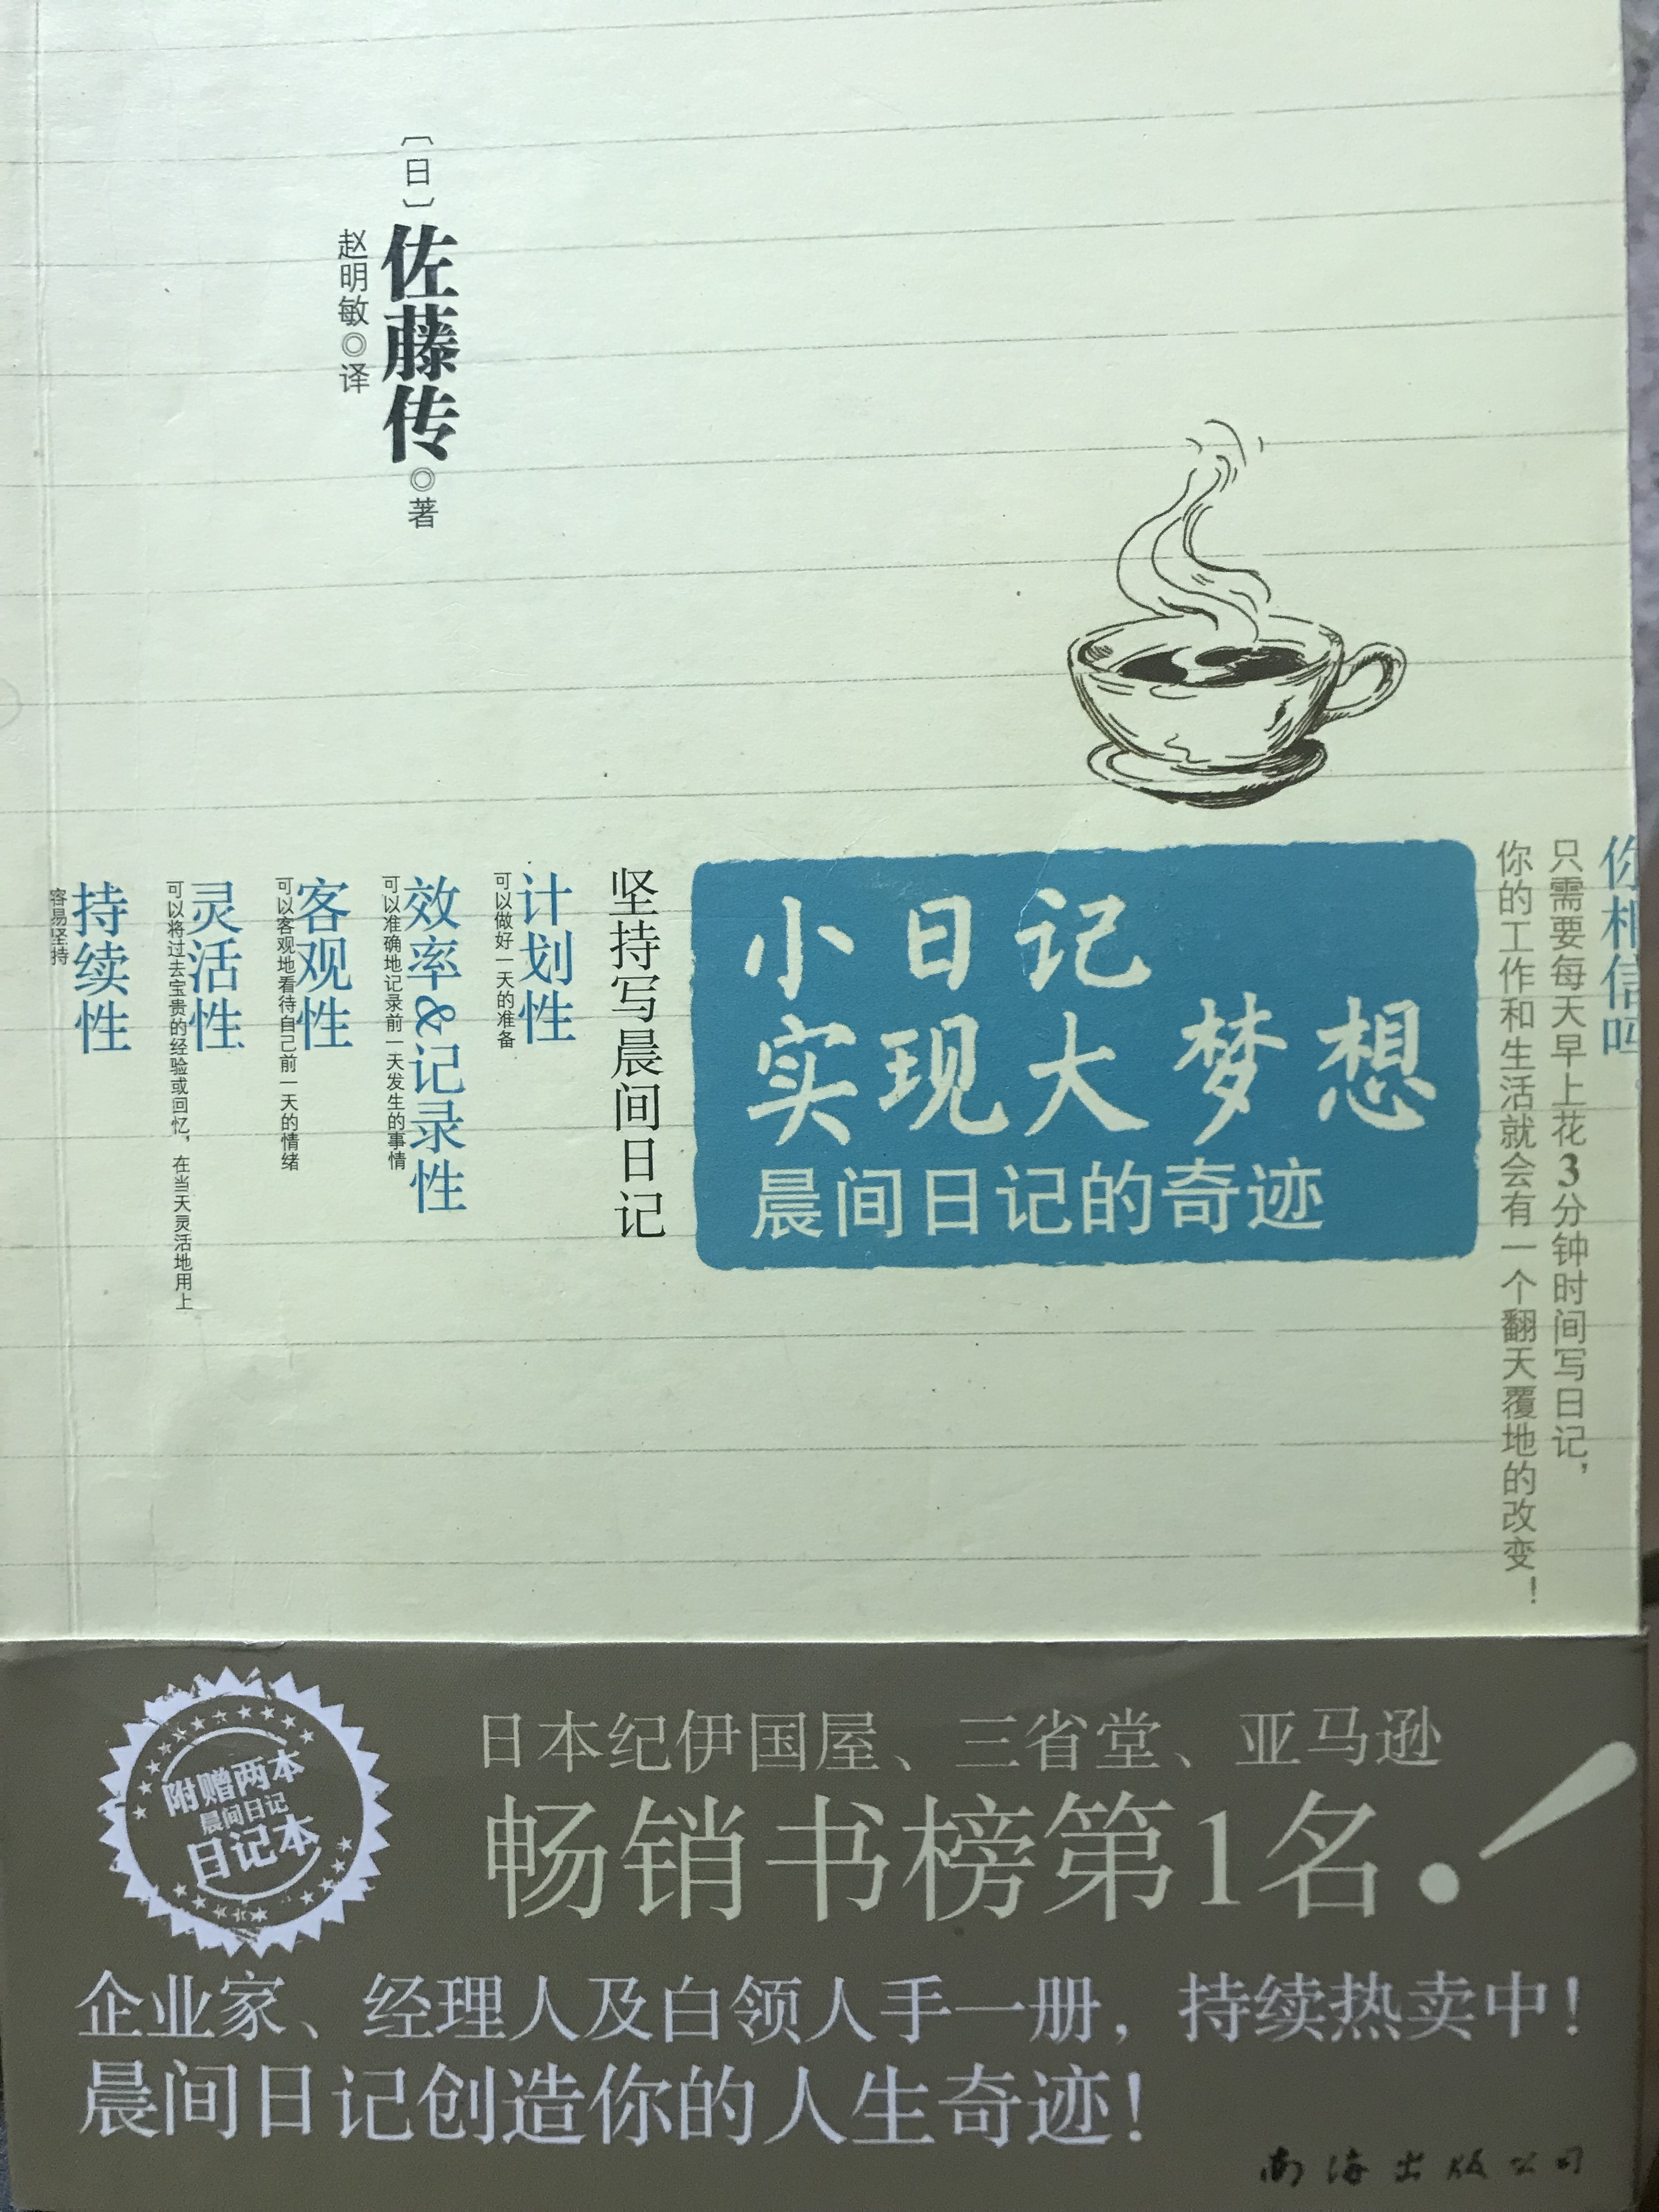 你相信吗
只需要每天早上花3分钟时间写日记，
你的工作和生活就会有一个翻天覆地的改变！
小日记
实现大梦想
晨间日记的奇迹
坚持写晨间日记
计划性
可以做好一天的准备
效率&记录性
可以准确地记录前一天发生的事情
客观性
可以客观地看待自己前一天的情绪
灵活性
可以将过去宝贵的经验或回忆，在当天灵活地用上
持续性
容易坚持
〔日〕佐藤传◎著
赵明敏◎译
附赠两本
晨间日记
日记本
日本纪伊国屋、三省堂、亚马逊
畅销书榜第1名！
企业家、经理人及白领人手一册，持续热卖中！
晨间日记创造你的人生奇迹！
南海出版公司